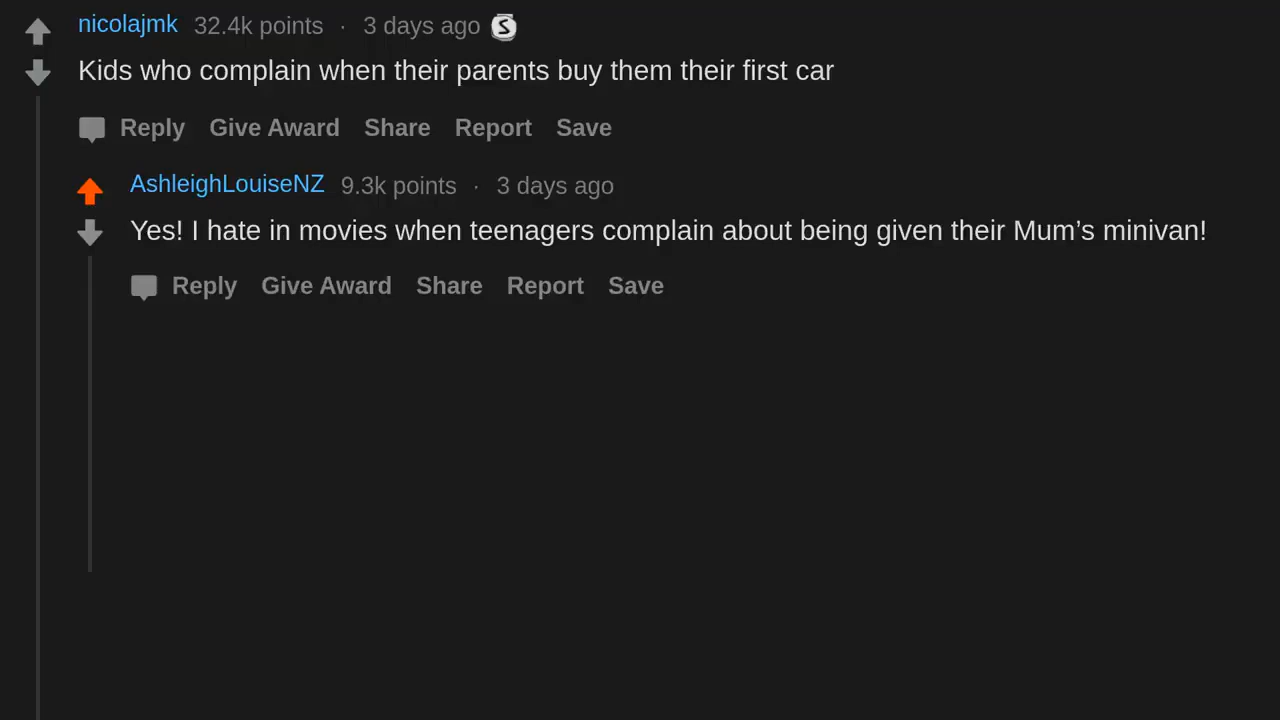 nicolajmk 32.4k points · 3 days ago S
Kids who complain when their parents buy them their first car
Reply Give Award Share Report Save
AshleighLouiseNZ 9.3k points · 3 days ago
Yes! I hate in movies when teenagers complain about being given their Mum’s minivan!
Reply Give Award Share Report Save